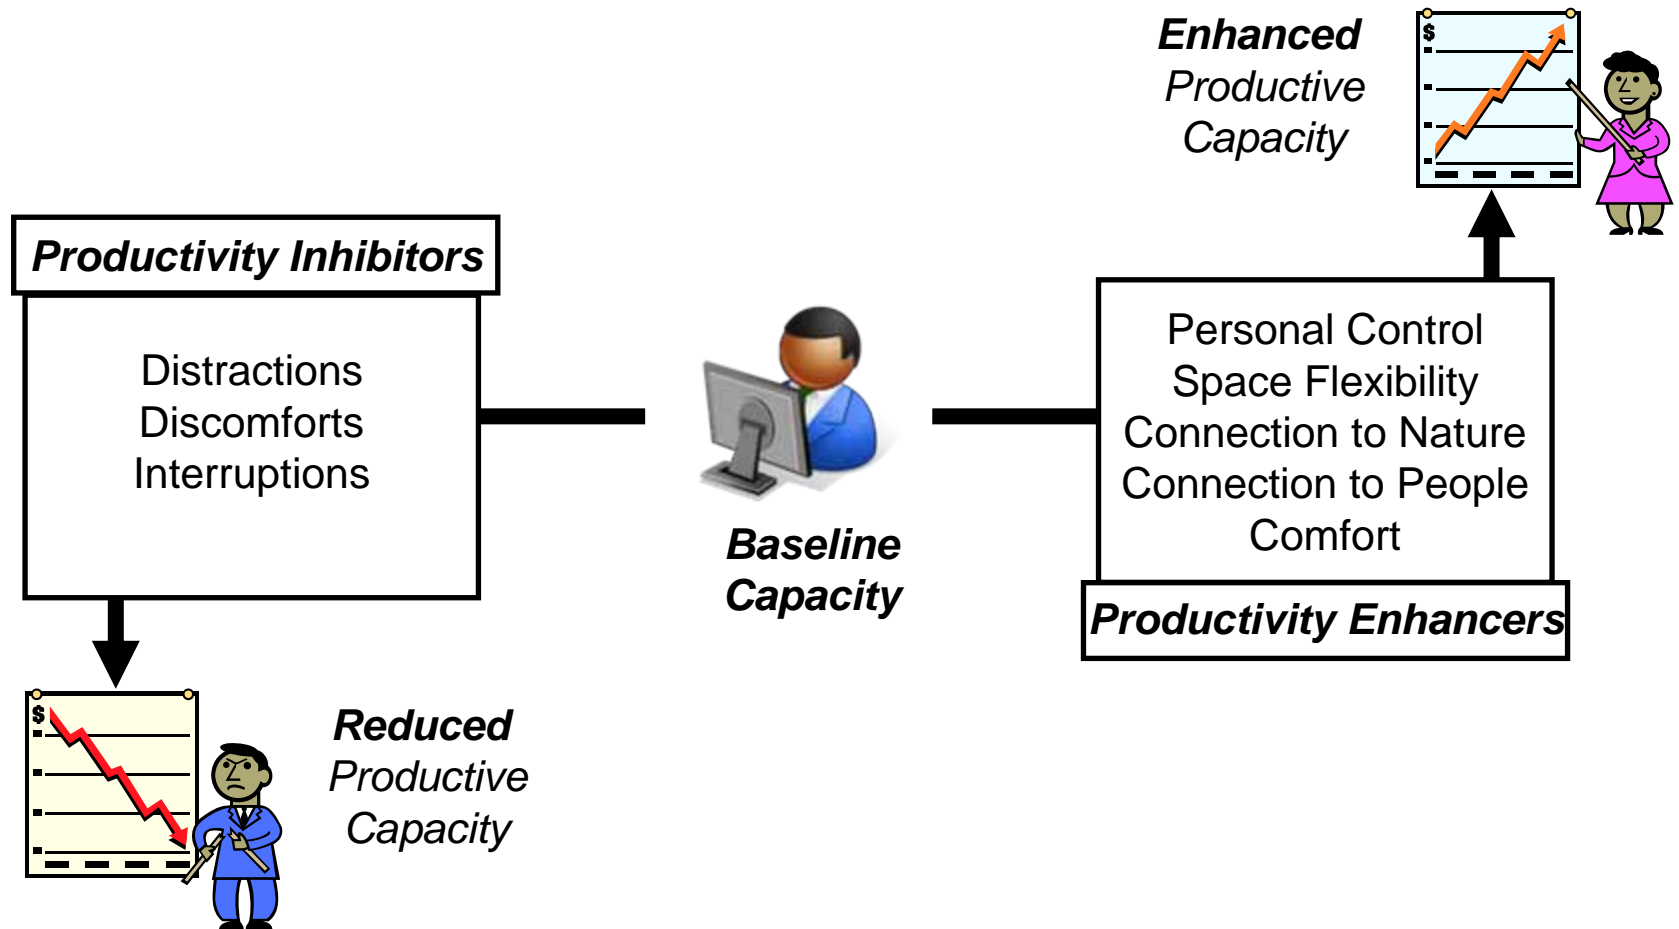 Enhanced
Productive
Capacity
$
Productivity Inhibitors
Distractions
Discomforts
Interruptions
Baseline
Capacity
Personal Control
Space Flexibility
Connection to Nature
Connection to People
Comfort
Productivity Enhancers
$
Reduced
Productive
Capacity